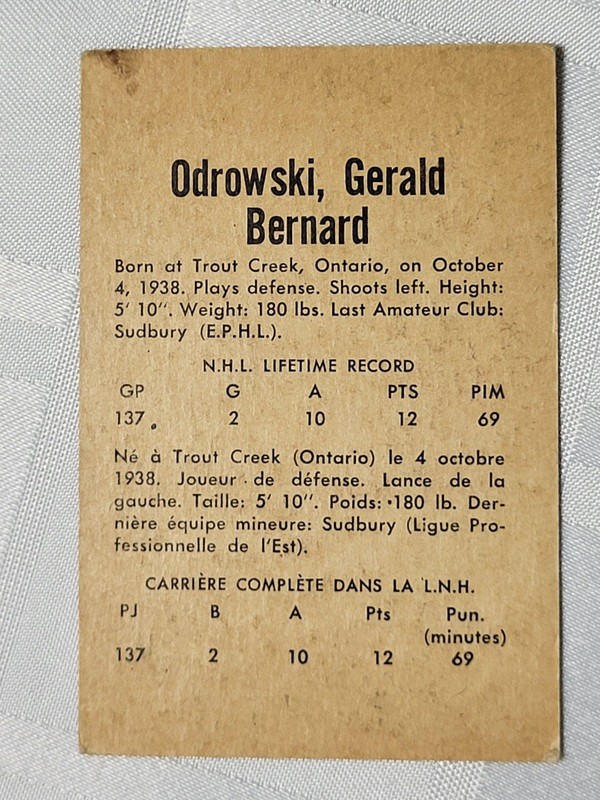 Odrowski, Gerald
Bernard
Born at Trout Creek, Ontario, on October
4, 1938. Plays defense. Shoots left. Height:
5' 10". Weight: 180 lbs. Last Amateur Club:
Sudbury (E.P.H.L.).
N.H.L. LIFETIME RECORD
GP G A PTS PIM
137 2 10 12 69
Né à Trout Creek (Ontario) le 4 octobre
1938. Joueur de défense. Lance de la
gauche. Taille: 5' 10". Poids: 180 lb. Der-
nière équipe mineure: Sudbury (Ligue Pro-
fessionnelle de l'Est).
CARRIÈRE COMPLÈTE DANS LA L.N.H.
PJ B A Pts Pun.
(minutes)
137 2 10 12 69